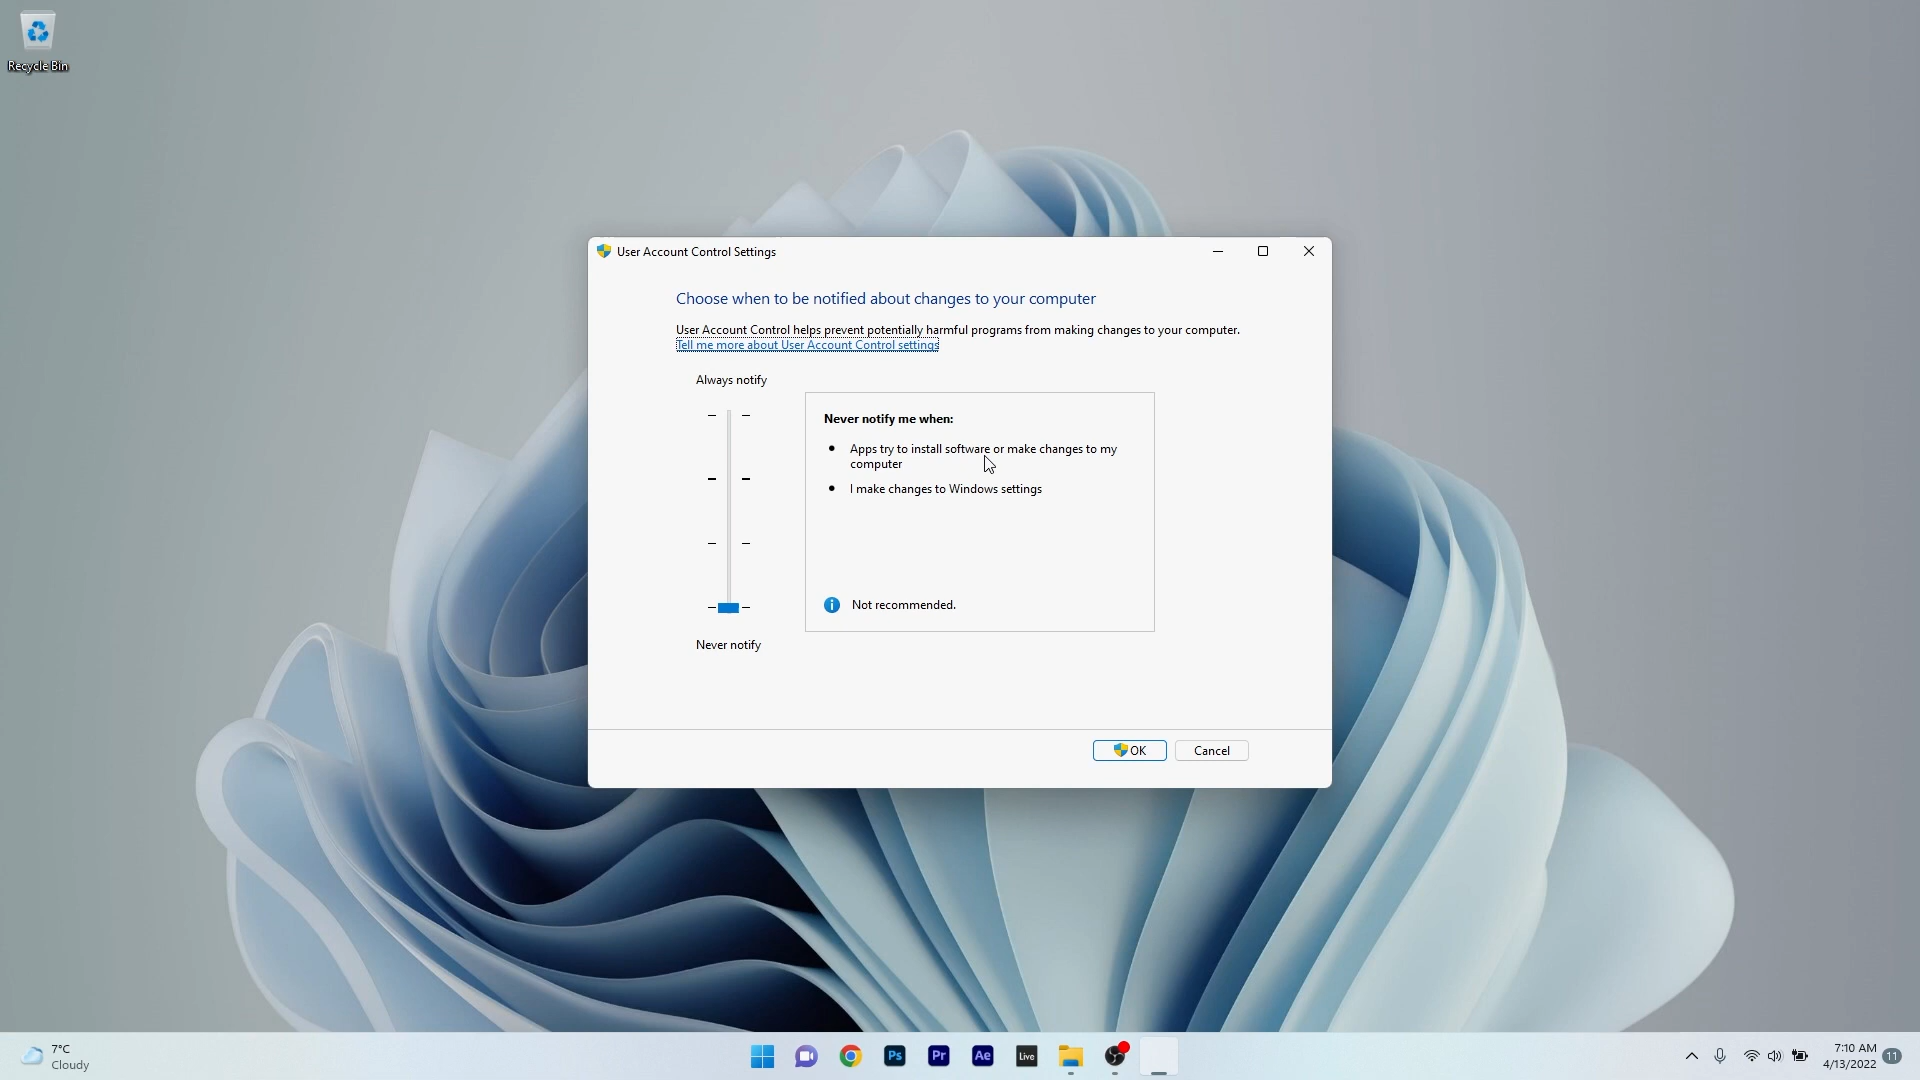 Recycle Bin
User Account Control Settings
Choose when to be notified about changes to your computer
User Account Control helps prevent potentially harmful programs from making changes to your computer.
Tell me more about User Account Control settings
Always notify
Never notify me when:
Apps try to install software or make changes to my
computer
I make changes to Windows settings
Not recommended.
Never notify
OK
Cancel
7°C
Cloudy
Ps
Pr
Ae
Live
7:10 AM
4/13/2022
11